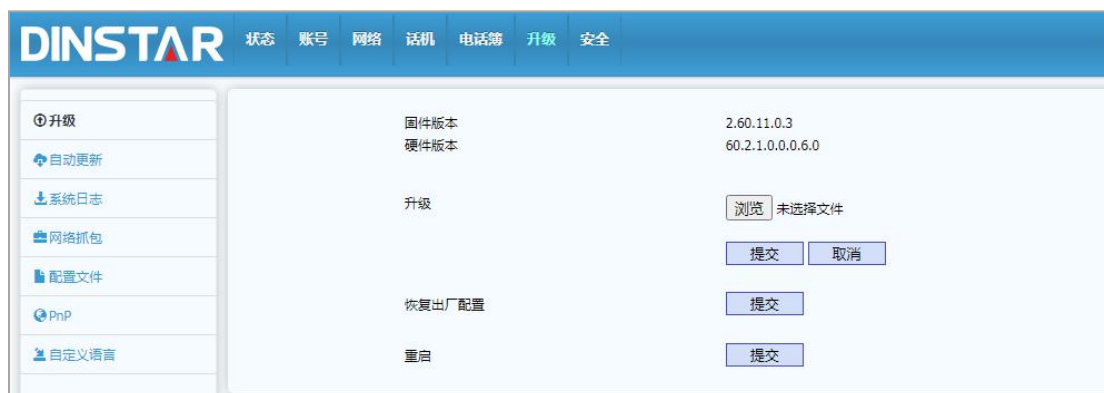 DINSTAR 状态 账号 网络 话机 电话簿 升级 安全
升级
自动更新
系统日志
网络抓包
配置文件
PnP
自定义语言
固件版本 2.60.11.0.3
硬件版本 60.2.1.0.0.0.6.0
升级 浏览 未选择文件
提交 取消
恢复出厂配置 提交
重启 提交